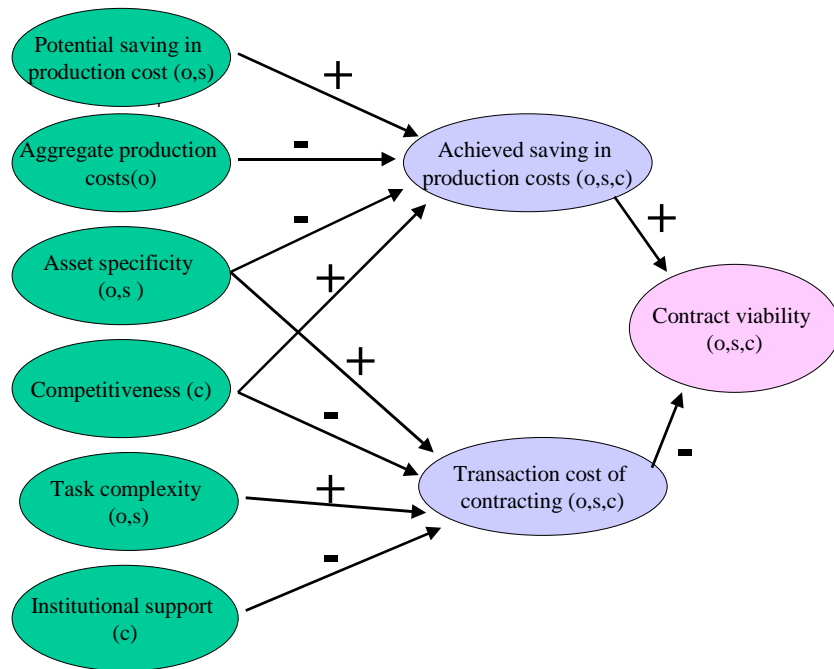 Potential saving in
production cost (o,s)
+
Aggregate production
costs(o)
-
Achieved saving in
production costs (o,s,c)
-
+
Asset specificity
(o,s )
+
Contract viability
(o,s,c)
+
Competitiveness (c)
-
-
Transaction cost of
contracting (o,s,c)
Task complexity
(o,s)
+
-
Institutional support
(c)